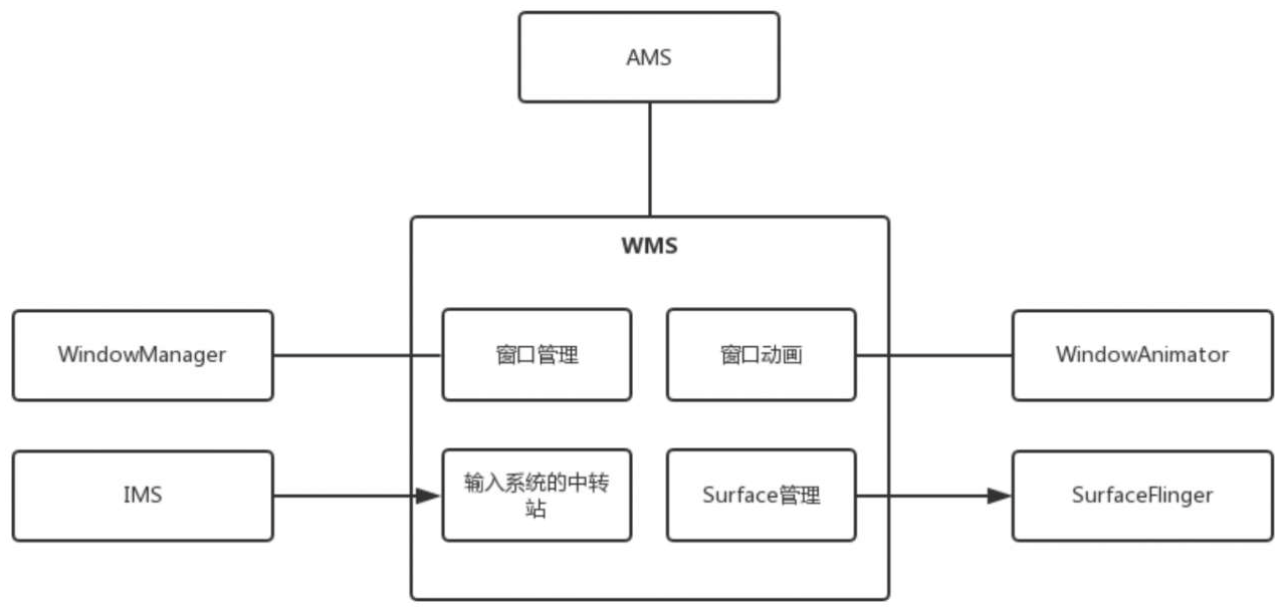 AMS
WMS
WindowManager
窗口管理
窗口动画
WindowAnimator
IMS
输入系统的中转
站
Surface管理
SurfaceFlinger